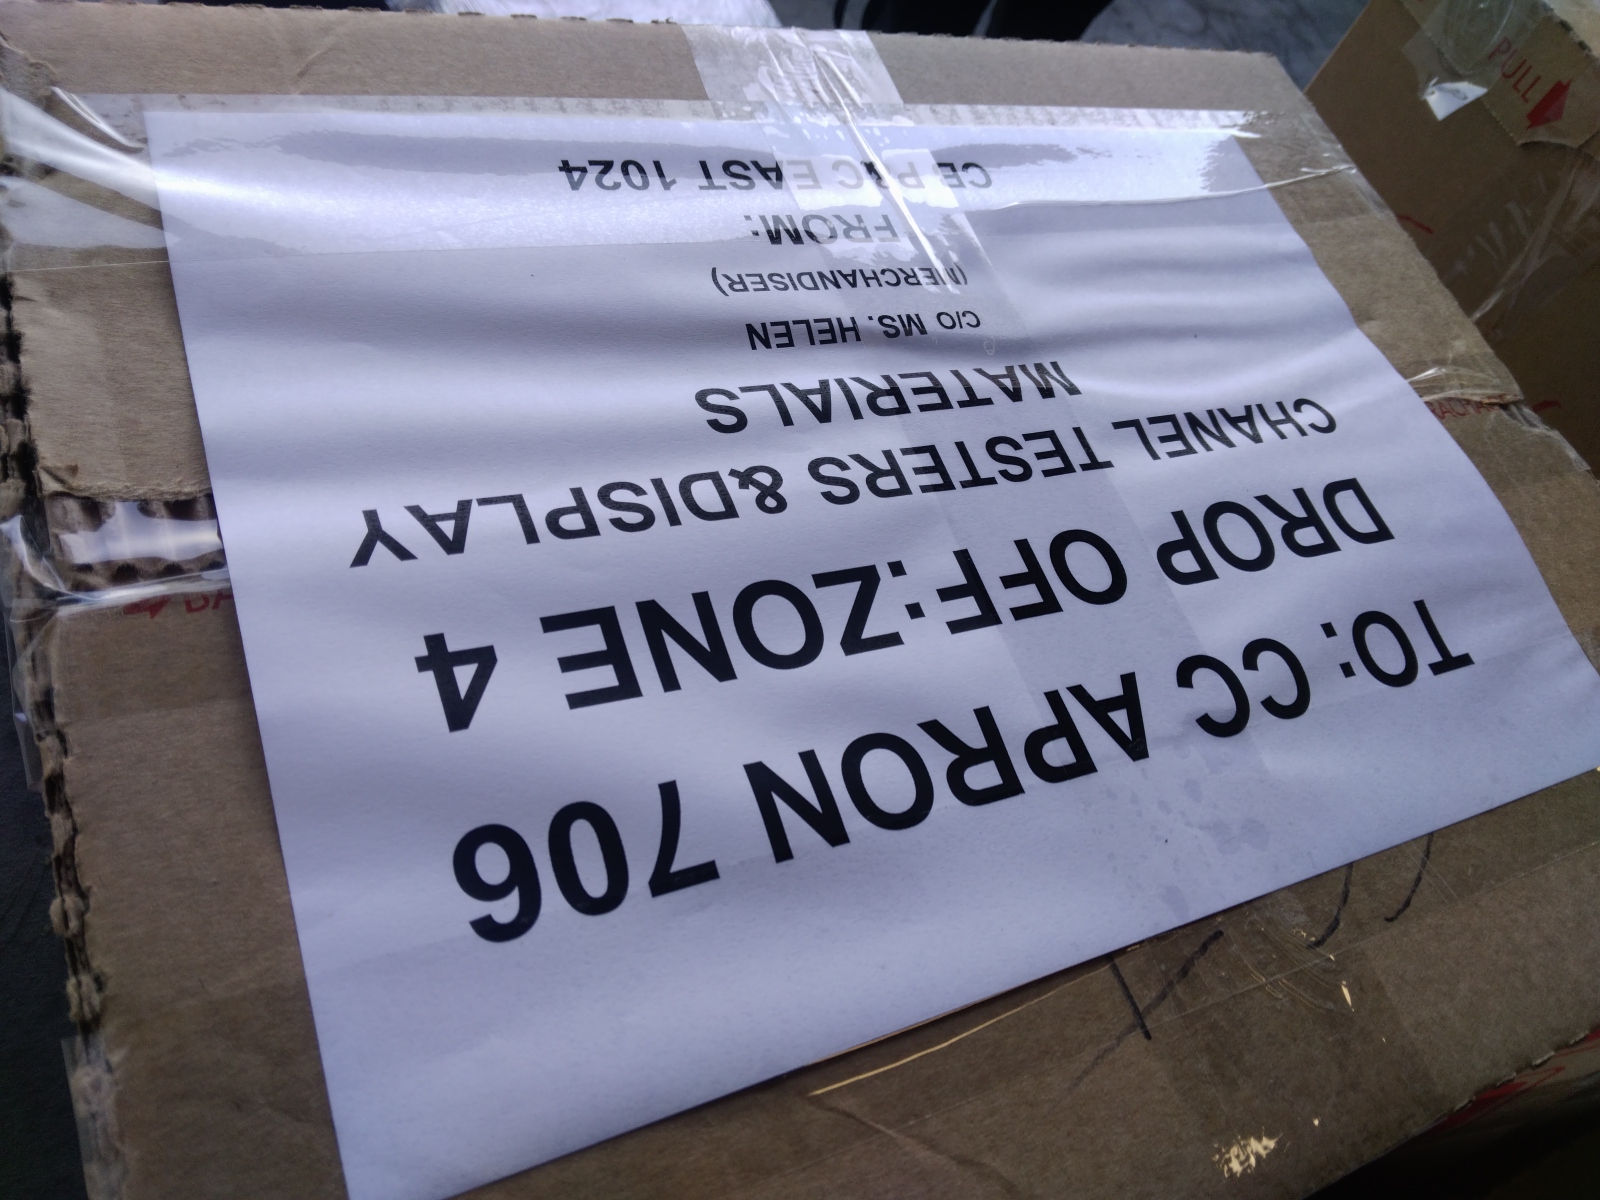 TO: CC APRON 706
DROP OFF:ZONE 4
CHANEL TESTERS &DISPLAY
MATERIALS
C/O MS. HELEN
(MERCHANDISER)
FROM:
CE EAST 1024
PULL